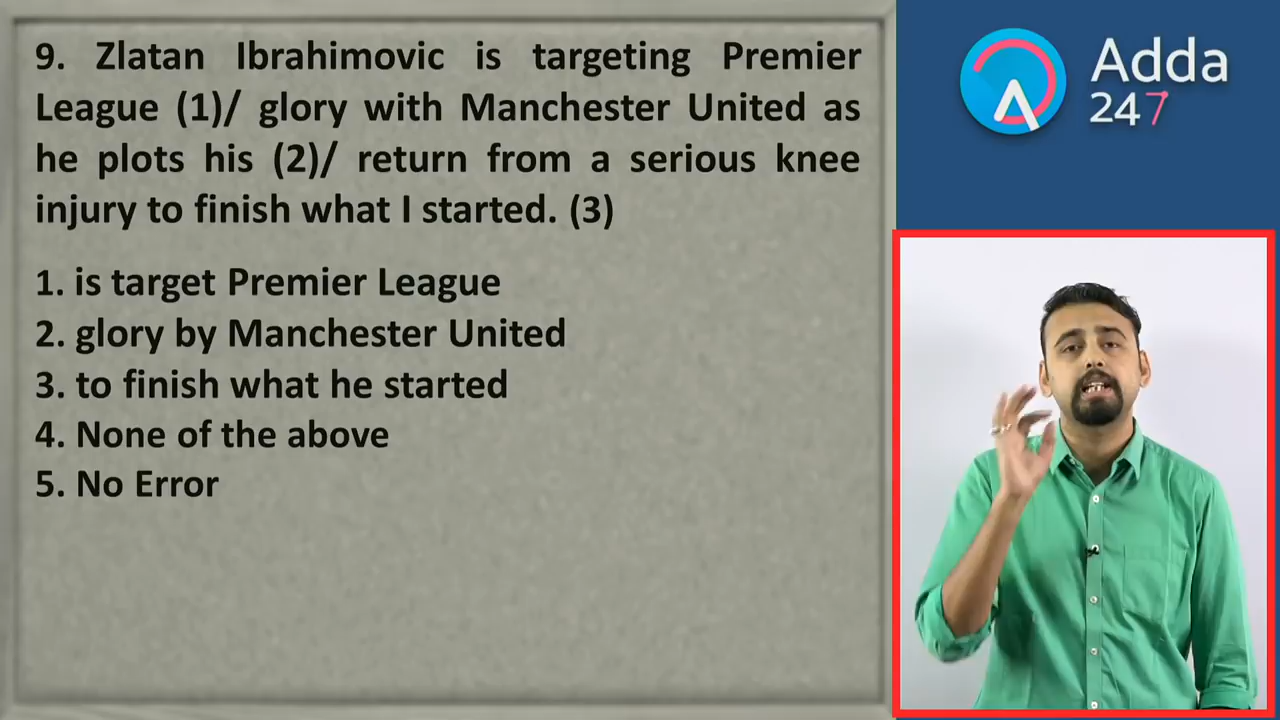 9. Zlatan Ibrahimovic is targeting Premier
League (1)/ glory with Manchester United as
he plots his (2)/ return from a serious knee
injury to finish what I started. (3)
1. is target Premier League
2. glory by Manchester United
3. to finish what he started
4. None of the above
5. No Error
Adda
247